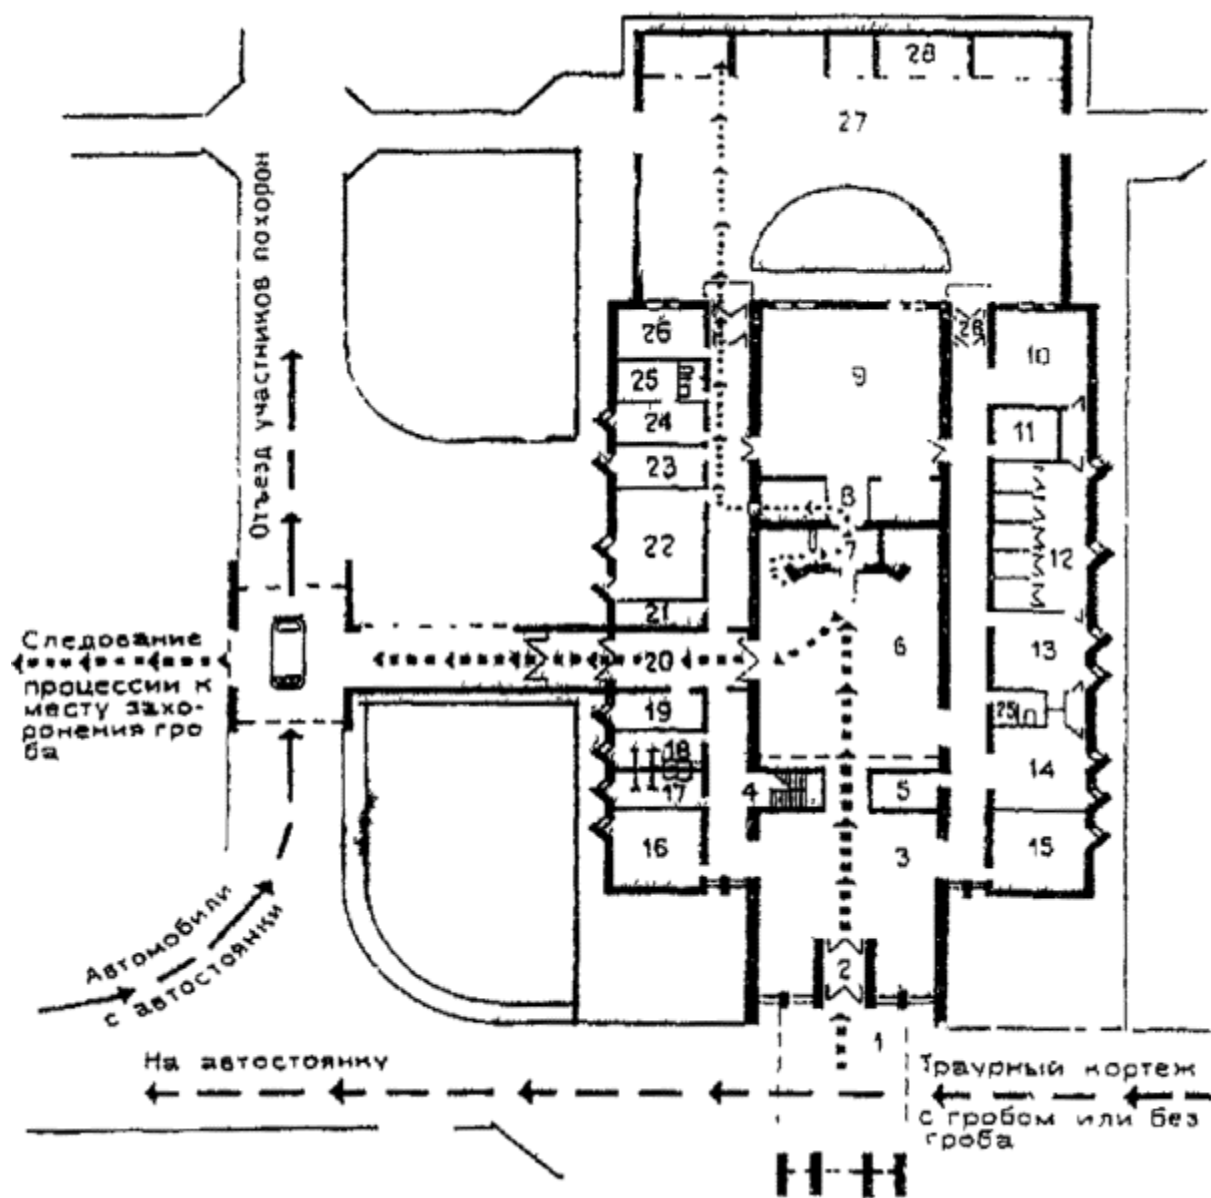 28
27
Отъезд участников похорон
26
28
10
25
9
24
11
23
8
22
7
12
21
Следование
20
6
13
процессии к
месту захо-
19
25
ронения гро
ба
18
14
17
4
5
16
3
15
Автомобили
с автостоянки
2
1
На автостоянку
Траурный кортеж
с гробом или без
гроба